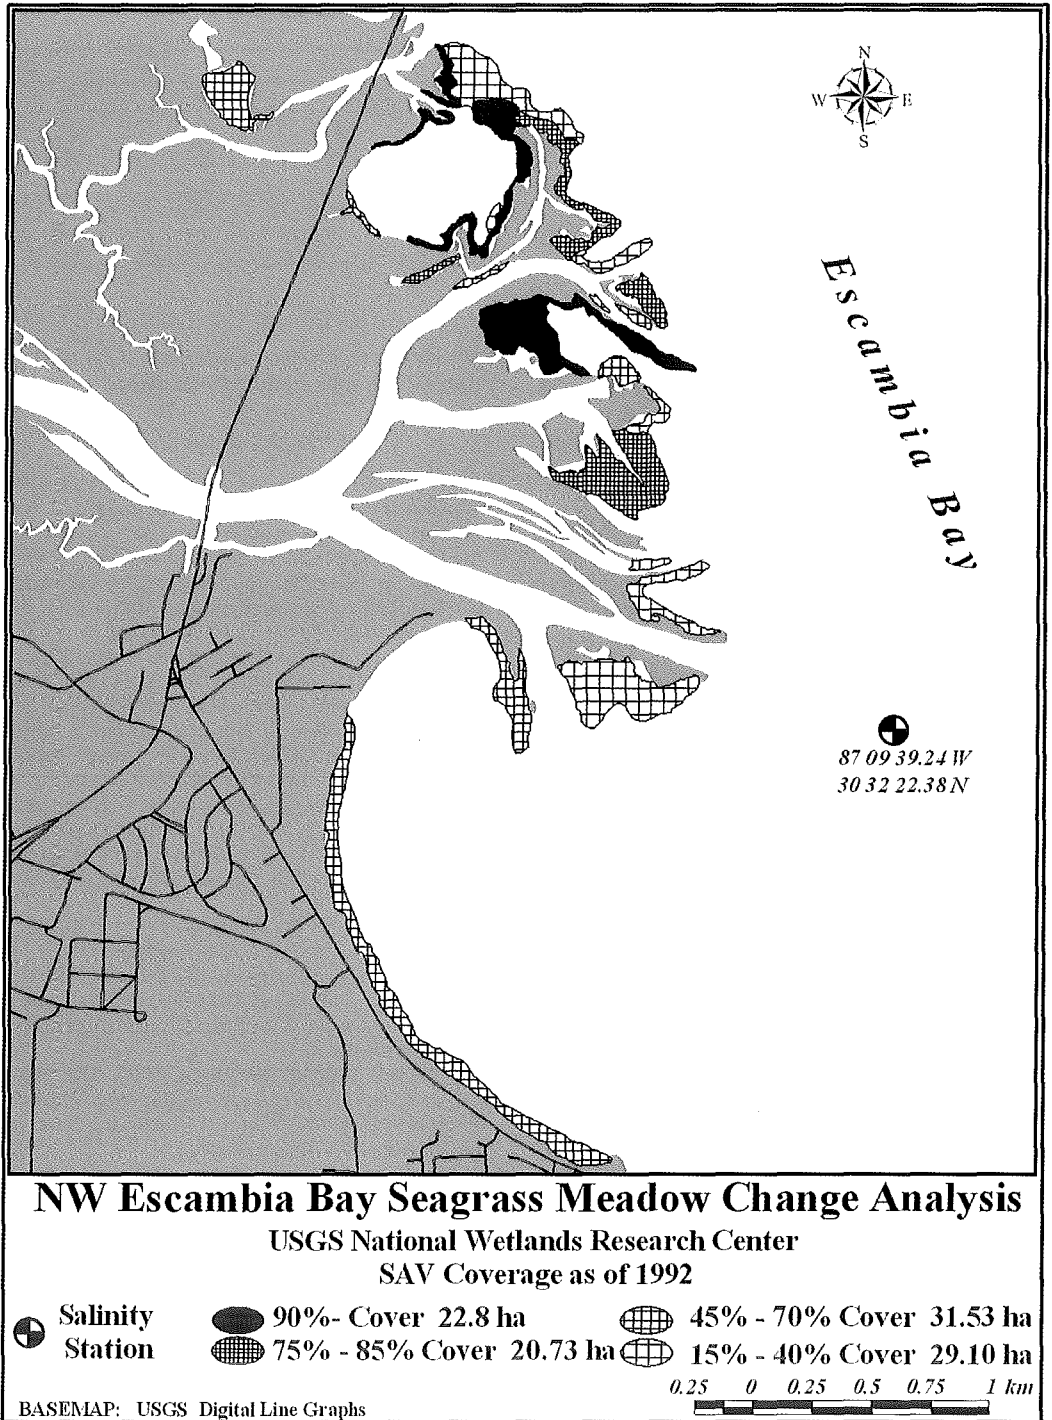 N
W E
S
Escambia Bay
87 09 39.24 W
30 32 22.38 N
NW Escambia Bay Seagrass Meadow Change Analysis
USGS National Wetlands Research Center
SAV Coverage as of 1992
Salinity Station
90%- Cover 22.8 ha
75% - 85% Cover 20.73 ha
45% - 70% Cover 31.53 ha
15% - 40% Cover 29.10 ha
0.25 0 0.25 0.5 0.75 1 km
BASEMAP: USGS Digital Line Graphs